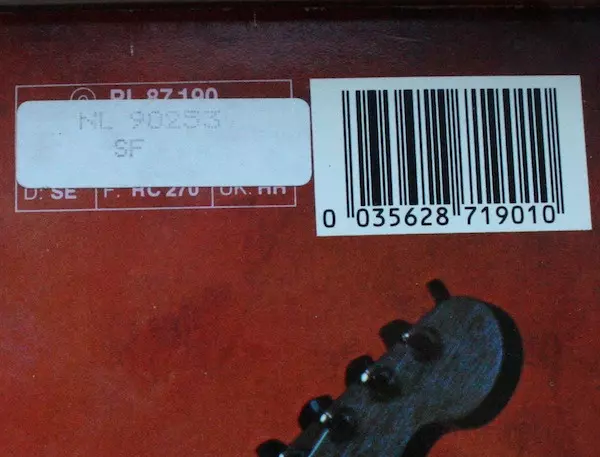 PL 87190
NL 90253
SF
D: SE F: RC 270 UK: HH
0 035628 719010